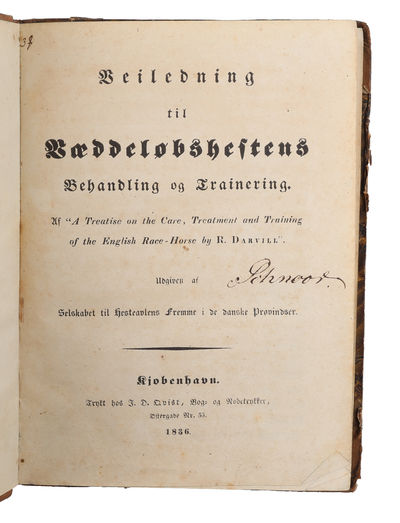 Veiledning
til
Væddeløbshestens
Behandling og Trainering.
Af "A Treatise on the Care, Treatment and Training
of the English Race-Horse by R. DARVILL".
Udgiven af
Schnoor.
Selskabet til Hesteavlens Fremme i de danske Provindser.
Kjøbenhavn.
Trykt hos J. D. Qvist, Bog- og Nodetrykker,
Østergade Nr. 53.
1836.